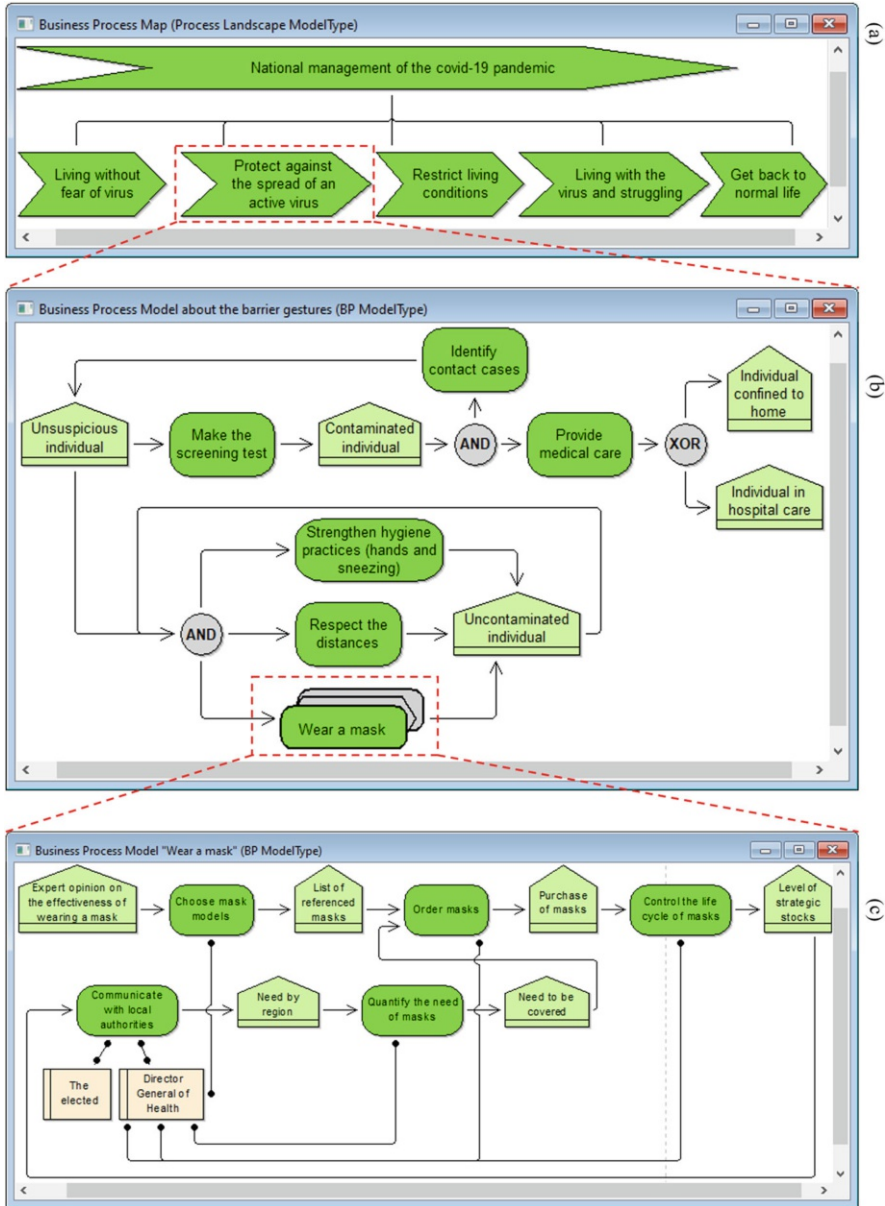 Business Process Map (Process Landscape ModelType)
(a)
National management of the covid-19 pandemic
Living without
fear of virus
Protect against
the spread of an
active virus
Restrict living
conditions
Living with the
virus and struggling
Get back to
normal life
Business Process Model about the barrier gestures (BP ModelType)
(b)
Identify
contact cases
Individual
confined to
home
Unsuspicious
individual
Make the
screening test
Contaminated
individual
AND
Provide
medical care
XOR
Individual in
hospital care
Strengthen hygiene
practices (hands and
sneezing)
AND
Respect the
distances
Uncontaminated
individual
Wear a mask
Business Process Model "Wear a mask" (BP ModelType)
(c)
Expert opinion on
the effectiveness of
wearing a mask
Choose mask
models
List of
referenced
masks
Order masks
Purchase
of masks
Control the life
cycle of masks
Level of
strategic
stocks
Communicate
with local
authorities
Need by
region
Quantify the need
of masks
Need to be
covered
The
elected
Director
General of
Health